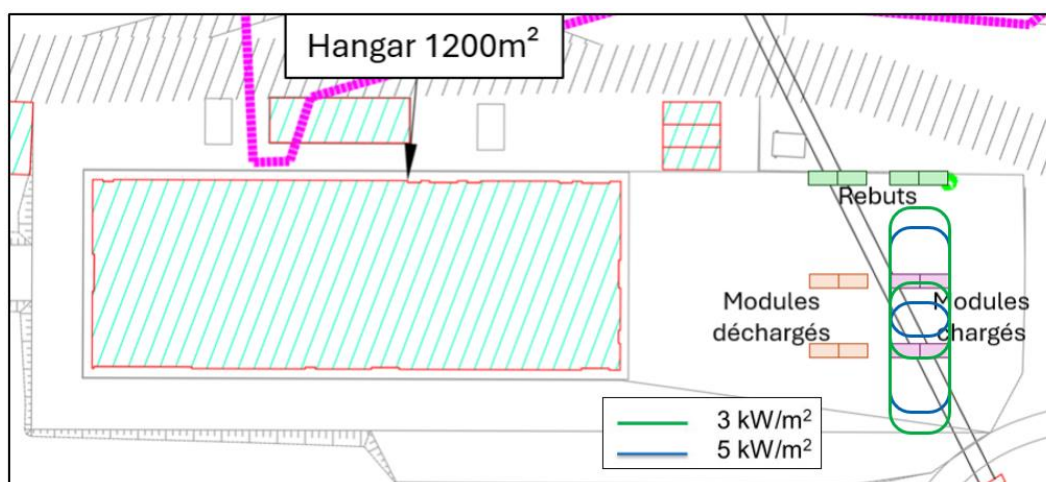 Hangar 1200m²
Rebuts
Modules
déchargés
Modules
chargés
3 kW/m²
5 kW/m²